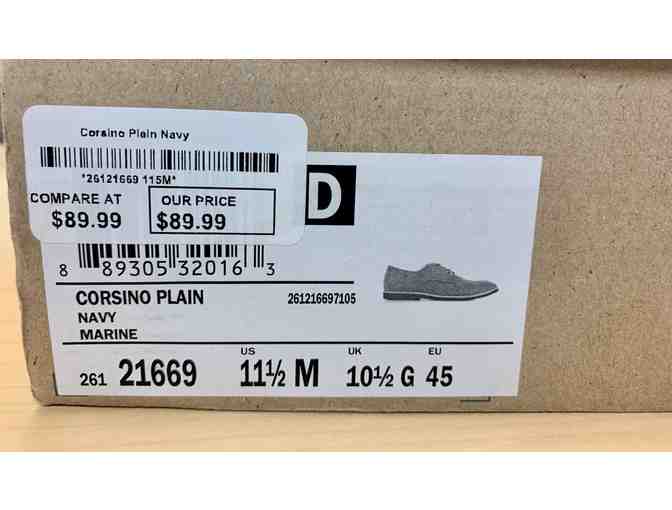 Corsino Plain Navy
*26121669 115M*
COMPARE AT
$89.99
OUR PRICE
$89.99
D
8 89305 32016 3
CORSINO PLAIN
261216697105
NAVY
MARINE
261 21669
US
11½ M
UK
10½ G
EU
45